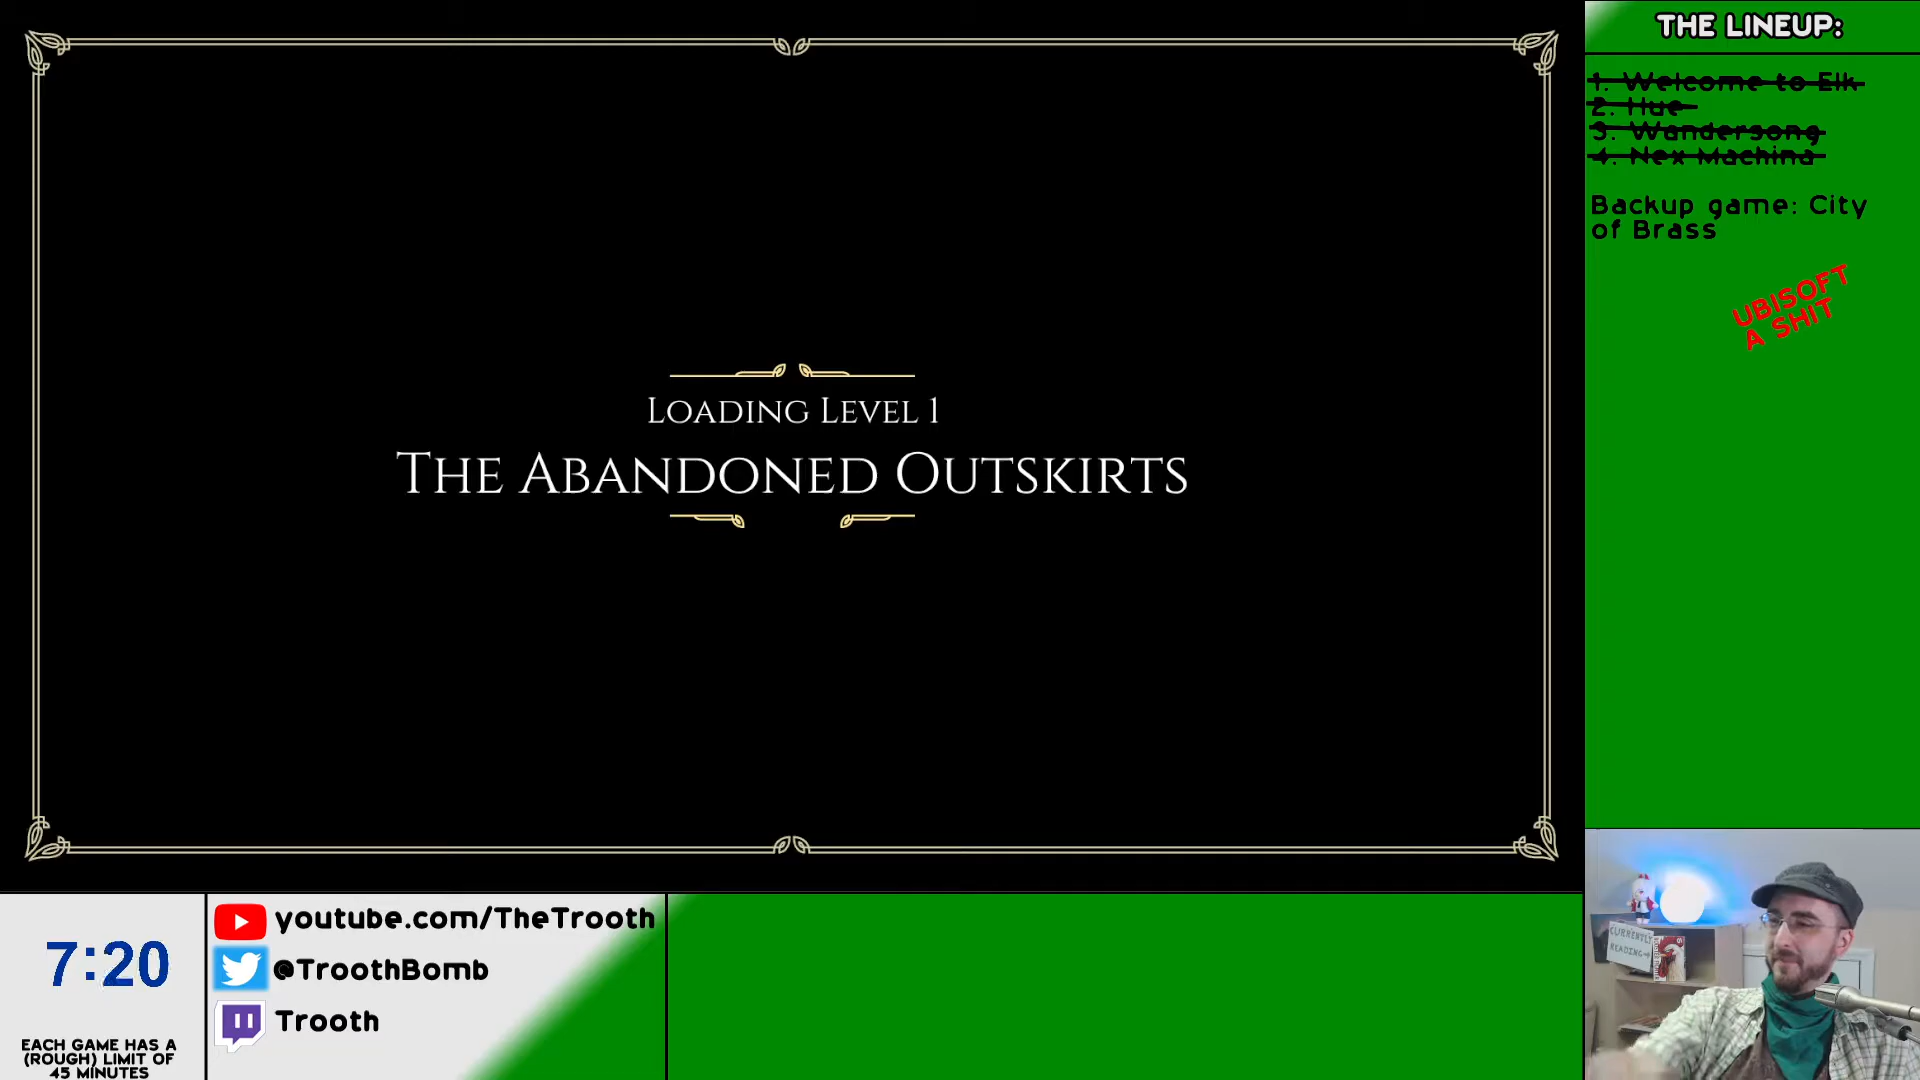 THE LINEUP:
1. Welcome to Elk
2. Hue
3. Wandersong
4. Nex Machina
Backup game: City
of Brass
UBISOFT
A SHIT
LOADING LEVEL 1
THE ABANDONED OUTSKIRTS
7:20
EACH GAME HAS A
(ROUGH) LIMIT OF
45 MINUTES
youtube.com/TheTrooth
@TroothBomb
Trooth
CURRENTLY
READING→